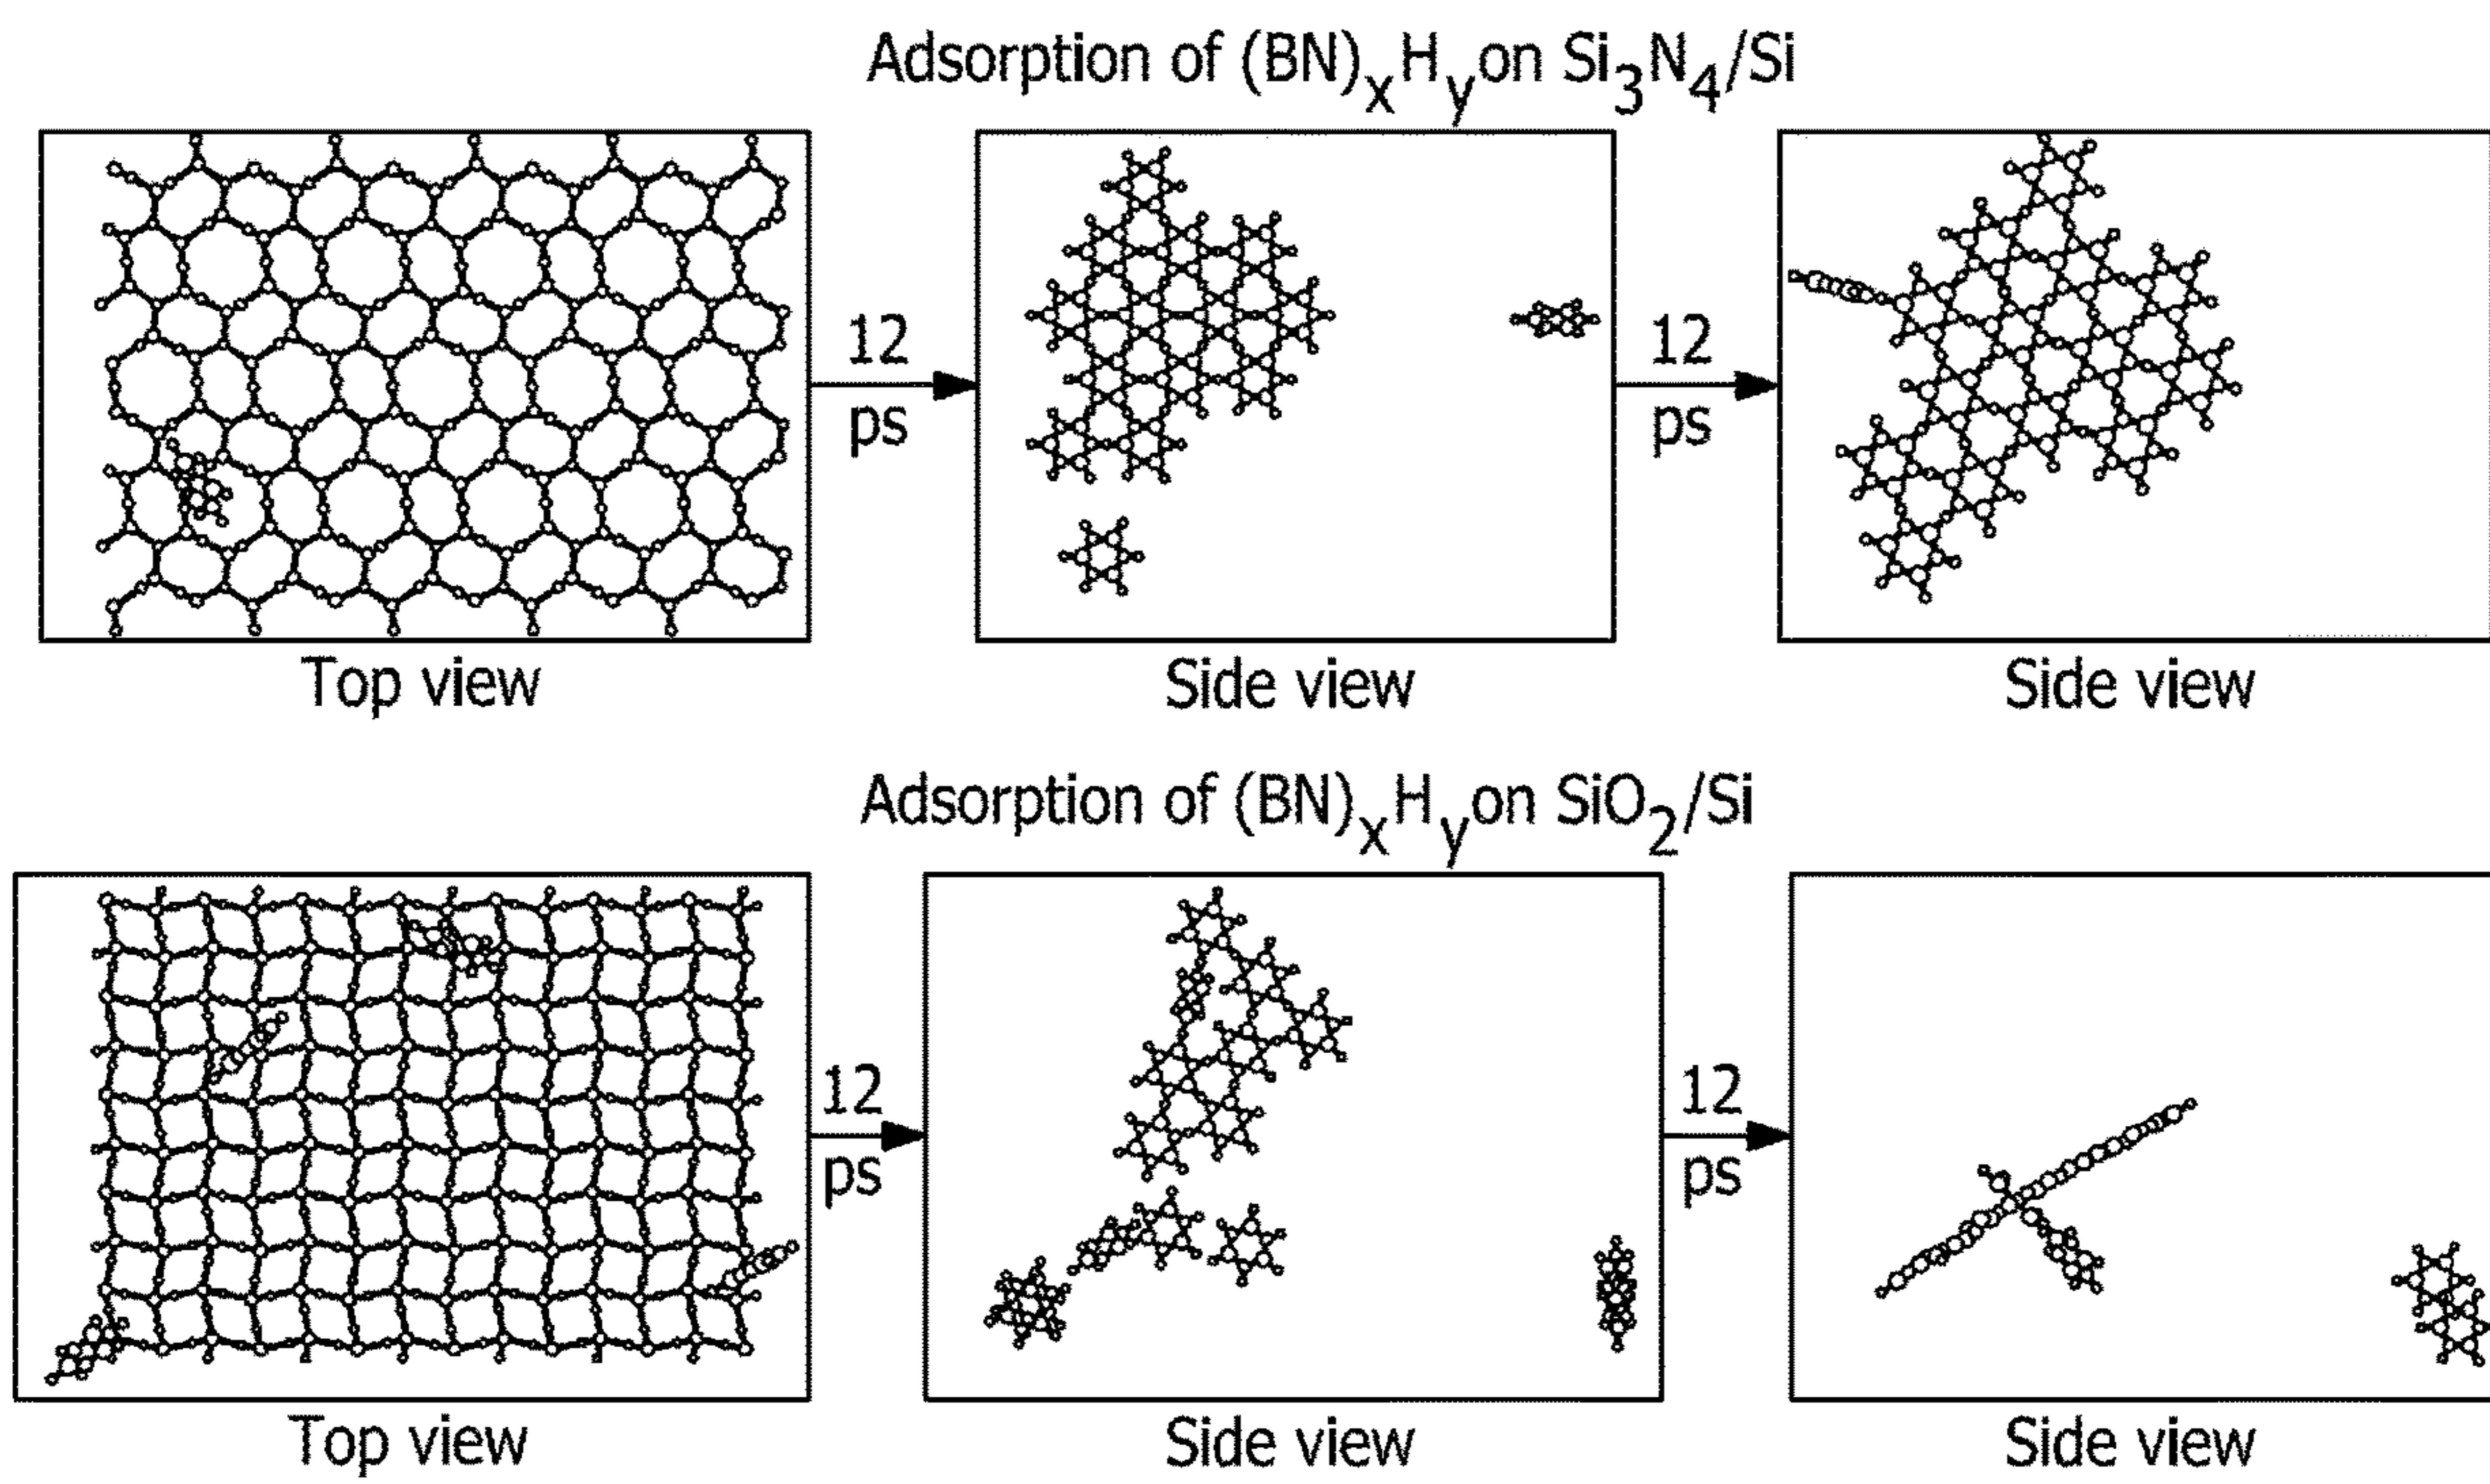 Adsorption of (BN)xHy on Si3N4/Si
12
ps
12
ps
Top view
Side view
Side view
Adsorption of (BN)xHy on SiO2/Si
12
ps
12
ps
Top view
Side view
Side view